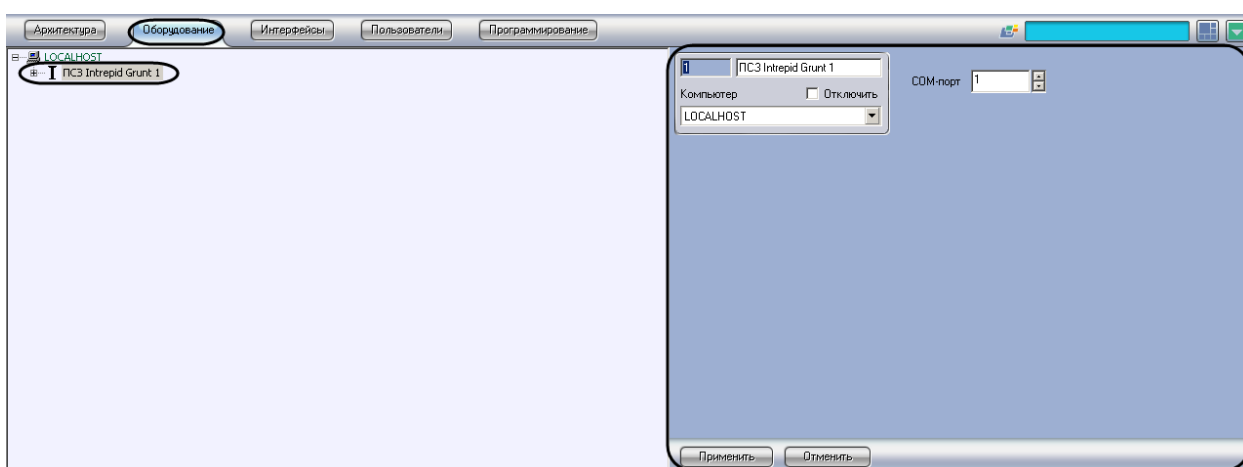 Архитектура Оборудование Интерфейсы Пользователи Программирование
LOCALHOST
ПСЗ Intrepid Grunt 1
1 ПСЗ Intrepid Grunt 1
Компьютер Отключить
LOCALHOST
COM-порт 1
Применить Отменить